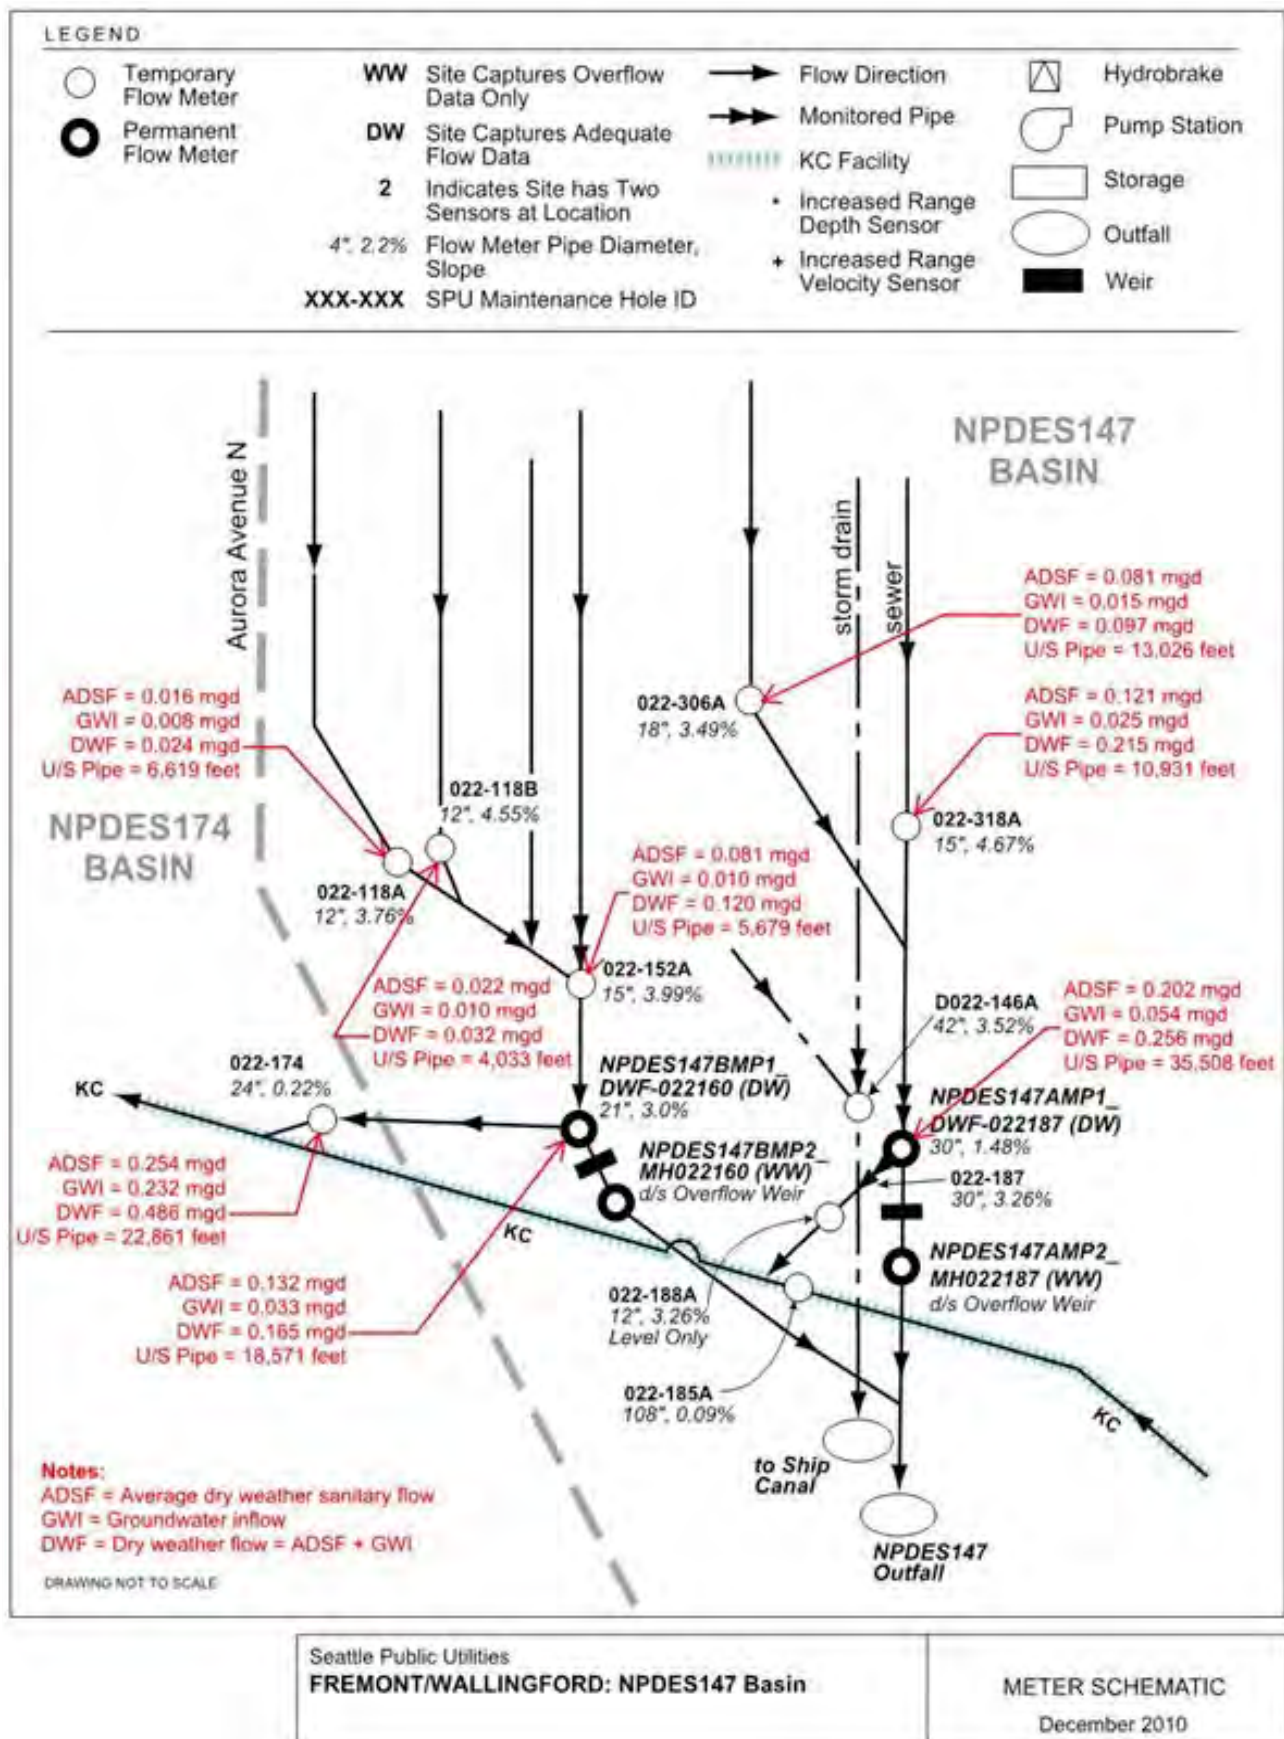 LEGEND
Temporary
Flow Meter
Permanent
Flow Meter
WW Site Captures Overflow
Data Only
DW Site Captures Adequate
Flow Data
2 Indicates Site has Two
Sensors at Location
4", 2.2% Flow Meter Pipe Diameter,
Slope
XXX-XXX SPU Maintenance Hole ID
Flow Direction
Monitored Pipe
KC Facility
Increased Range
Depth Sensor
+ Increased Range
Velocity Sensor
Hydrobrake
Pump Station
Storage
Outfall
Weir
Aurora Avenue N
NPDES147
BASIN
storm drain
sewer
ADSF = 0.081 mgd
GWI = 0.015 mgd
DWF = 0.097 mgd
U/S Pipe = 13,026 feet
ADSF = 0.016 mgd
GWI = 0.008 mgd
DWF = 0.024 mgd
U/S Pipe = 6,619 feet
022-306A
18", 3.49%
ADSF = 0.121 mgd
GWI = 0.025 mgd
DWF = 0.215 mgd
U/S Pipe = 10,931 feet
022-118B
12", 4.55%
NPDES174
BASIN
022-318A
15", 4.67%
022-118A
12", 3.76%
ADSF = 0.081 mgd
GWI = 0.010 mgd
DWF = 0.120 mgd
U/S Pipe = 5,679 feet
022-152A
15", 3.99%
ADSF = 0.022 mgd
GWI = 0.010 mgd
DWF = 0.032 mgd
U/S Pipe = 4,033 feet
D022-146A
42", 3.52%
ADSF = 0.202 mgd
GWI = 0.054 mgd
DWF = 0.256 mgd
U/S Pipe = 35,508 feet
022-174
24", 0.22%
KC
NPDES147BMP1_
DWF-022160 (DW)
21", 3.0%
NPDES147AMP1_
DWF-022187 (DW)
30", 1.48%
NPDES147BMP2_
MH022160 (WW)
d/s Overflow Weir
022-187
30", 3.26%
ADSF = 0.254 mgd
GWI = 0.232 mgd
DWF = 0.486 mgd
U/S Pipe = 22,861 feet
KC
NPDES147AMP2_
MH022187 (WW)
d/s Overflow Weir
ADSF = 0.132 mgd
GWI = 0.033 mgd
DWF = 0.165 mgd
U/S Pipe = 18,571 feet
022-188A
12", 3.26%
Level Only
022-185A
108", 0.09%
KC
to Ship
Canal
NPDES147
Outfall
Notes:
ADSF = Average dry weather sanitary flow
GWI = Groundwater inflow
DWF = Dry weather flow = ADSF + GWI
DRAWING NOT TO SCALE
Seattle Public Utilities
FREMONT/WALLINGFORD: NPDES147 Basin
METER SCHEMATIC
December 2010